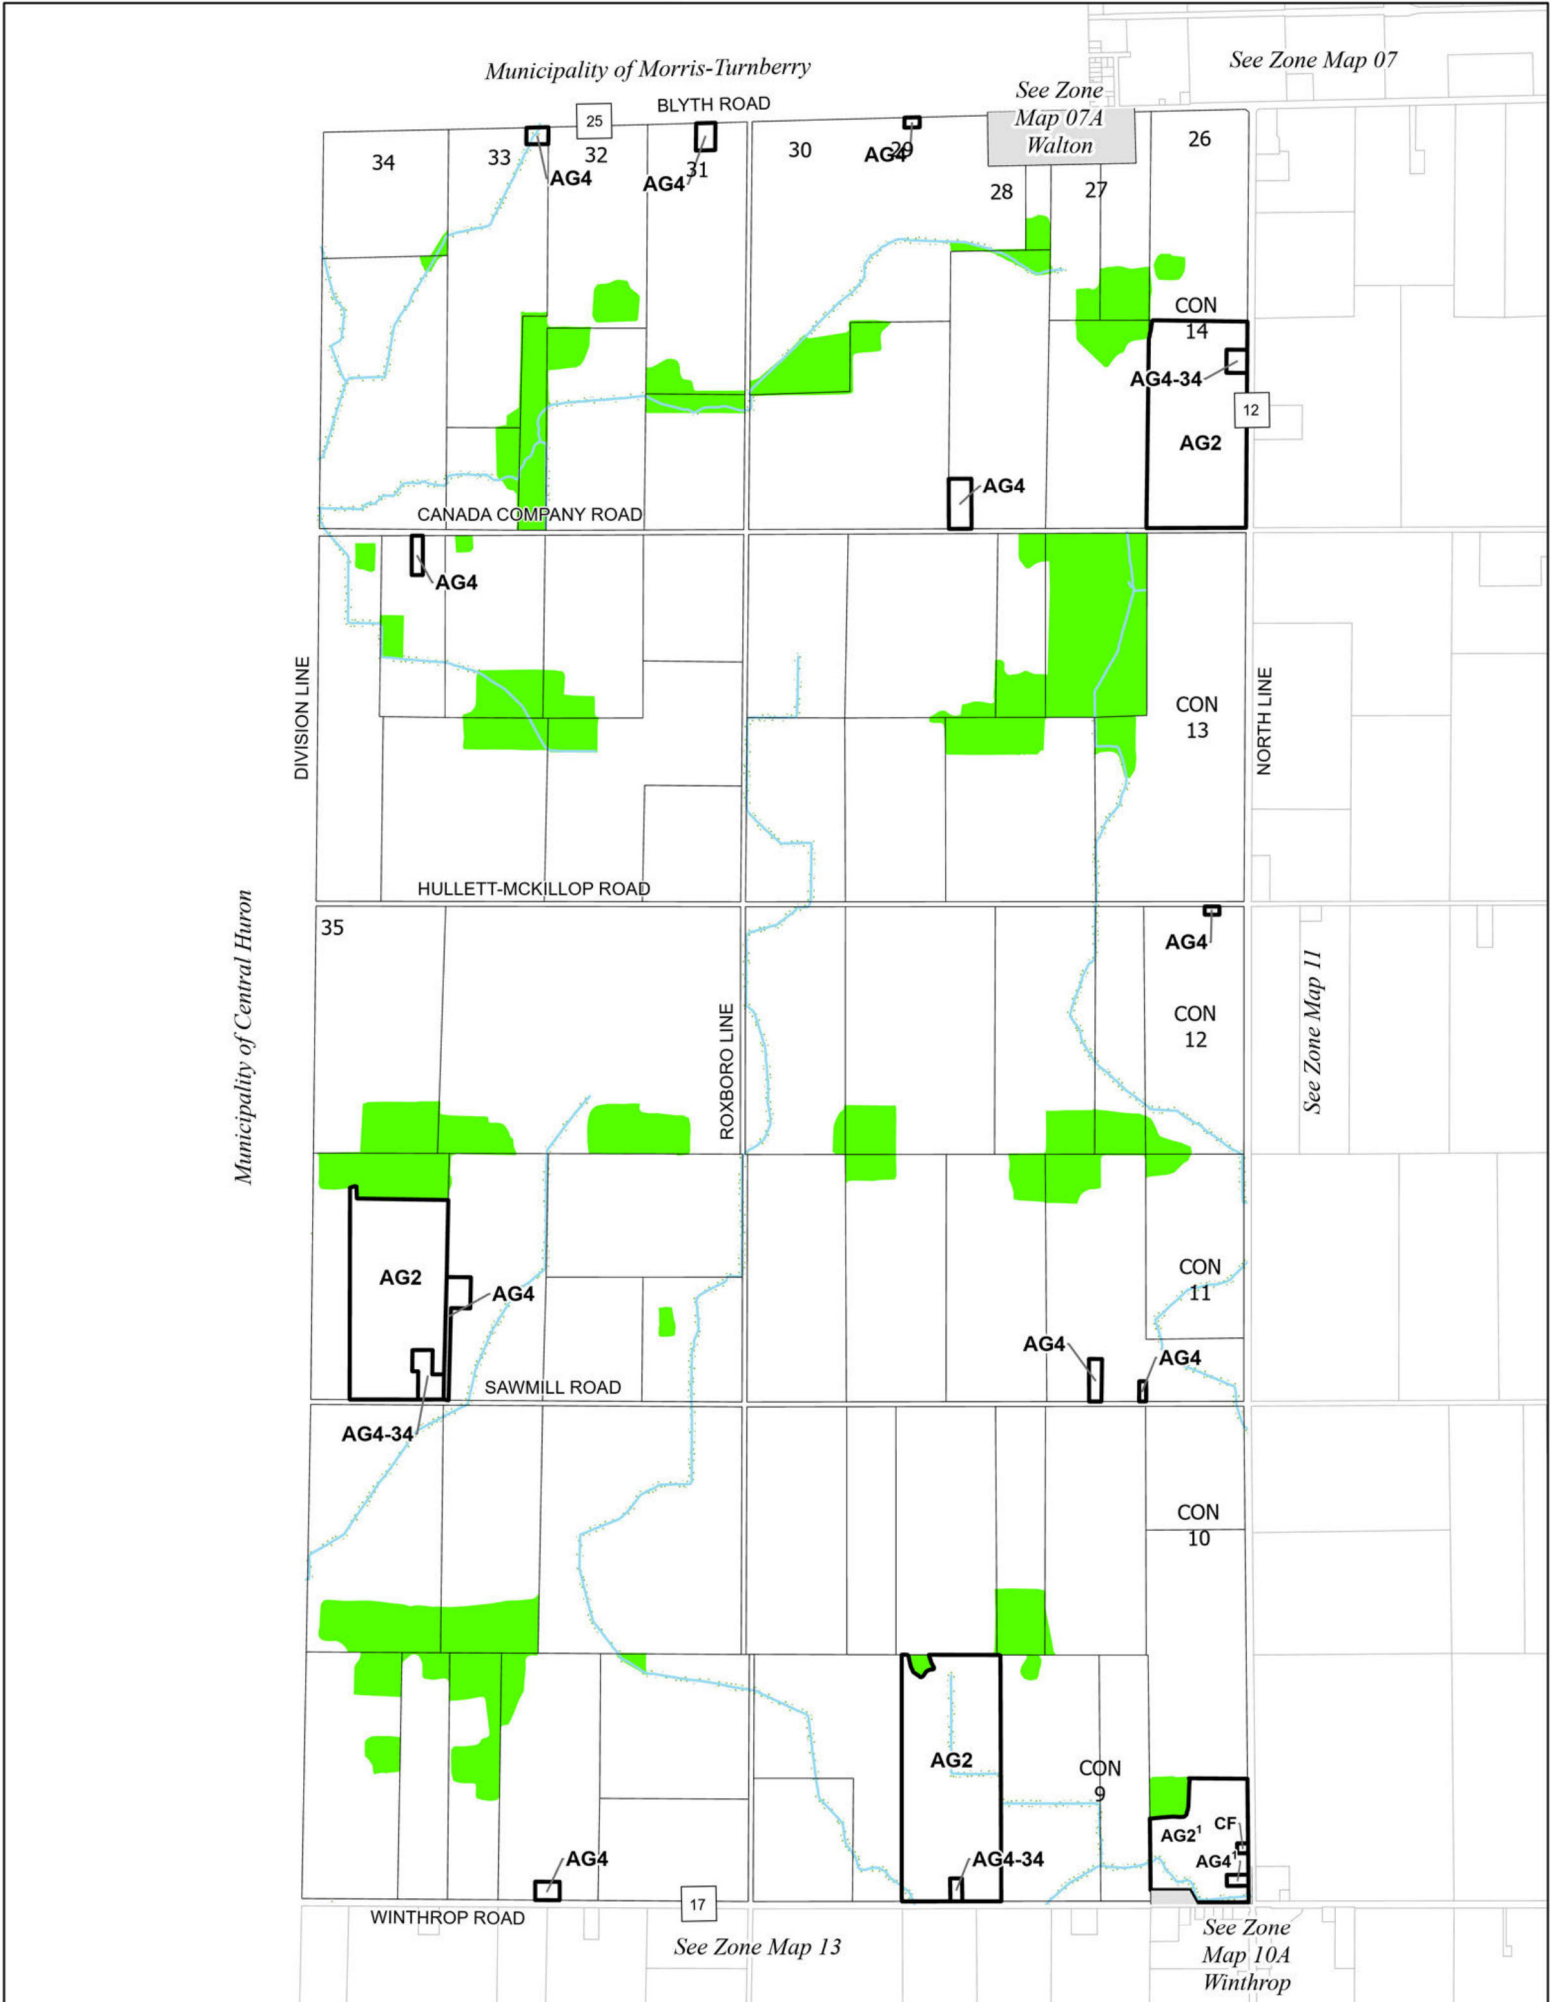 Municipality of Morris-Turnberry
See Zone Map 07
BLYTH ROAD
25
See Zone
Map 07A
Walton
34
33
32
31
30
29
28
27
26
AG4
AG4
AG4
CON
14
AG4-34
12
AG2
AG4
CANADA COMPANY ROAD
AG4
DIVISION LINE
NORTH LINE
CON
13
HULLETT-MCKILLOP ROAD
35
AG4
Municipality of Central Huron
ROXBORO LINE
See Zone Map 11
CON
12
AG2
AG4
CON
11
AG4
AG4
SAWMILL ROAD
AG4-34
CON
10
AG2
CON
9
AG2¹
CF
AG4¹
AG4
AG4-34
17
WINTHROP ROAD
See Zone Map 13
See Zone
Map 10A
Winthrop